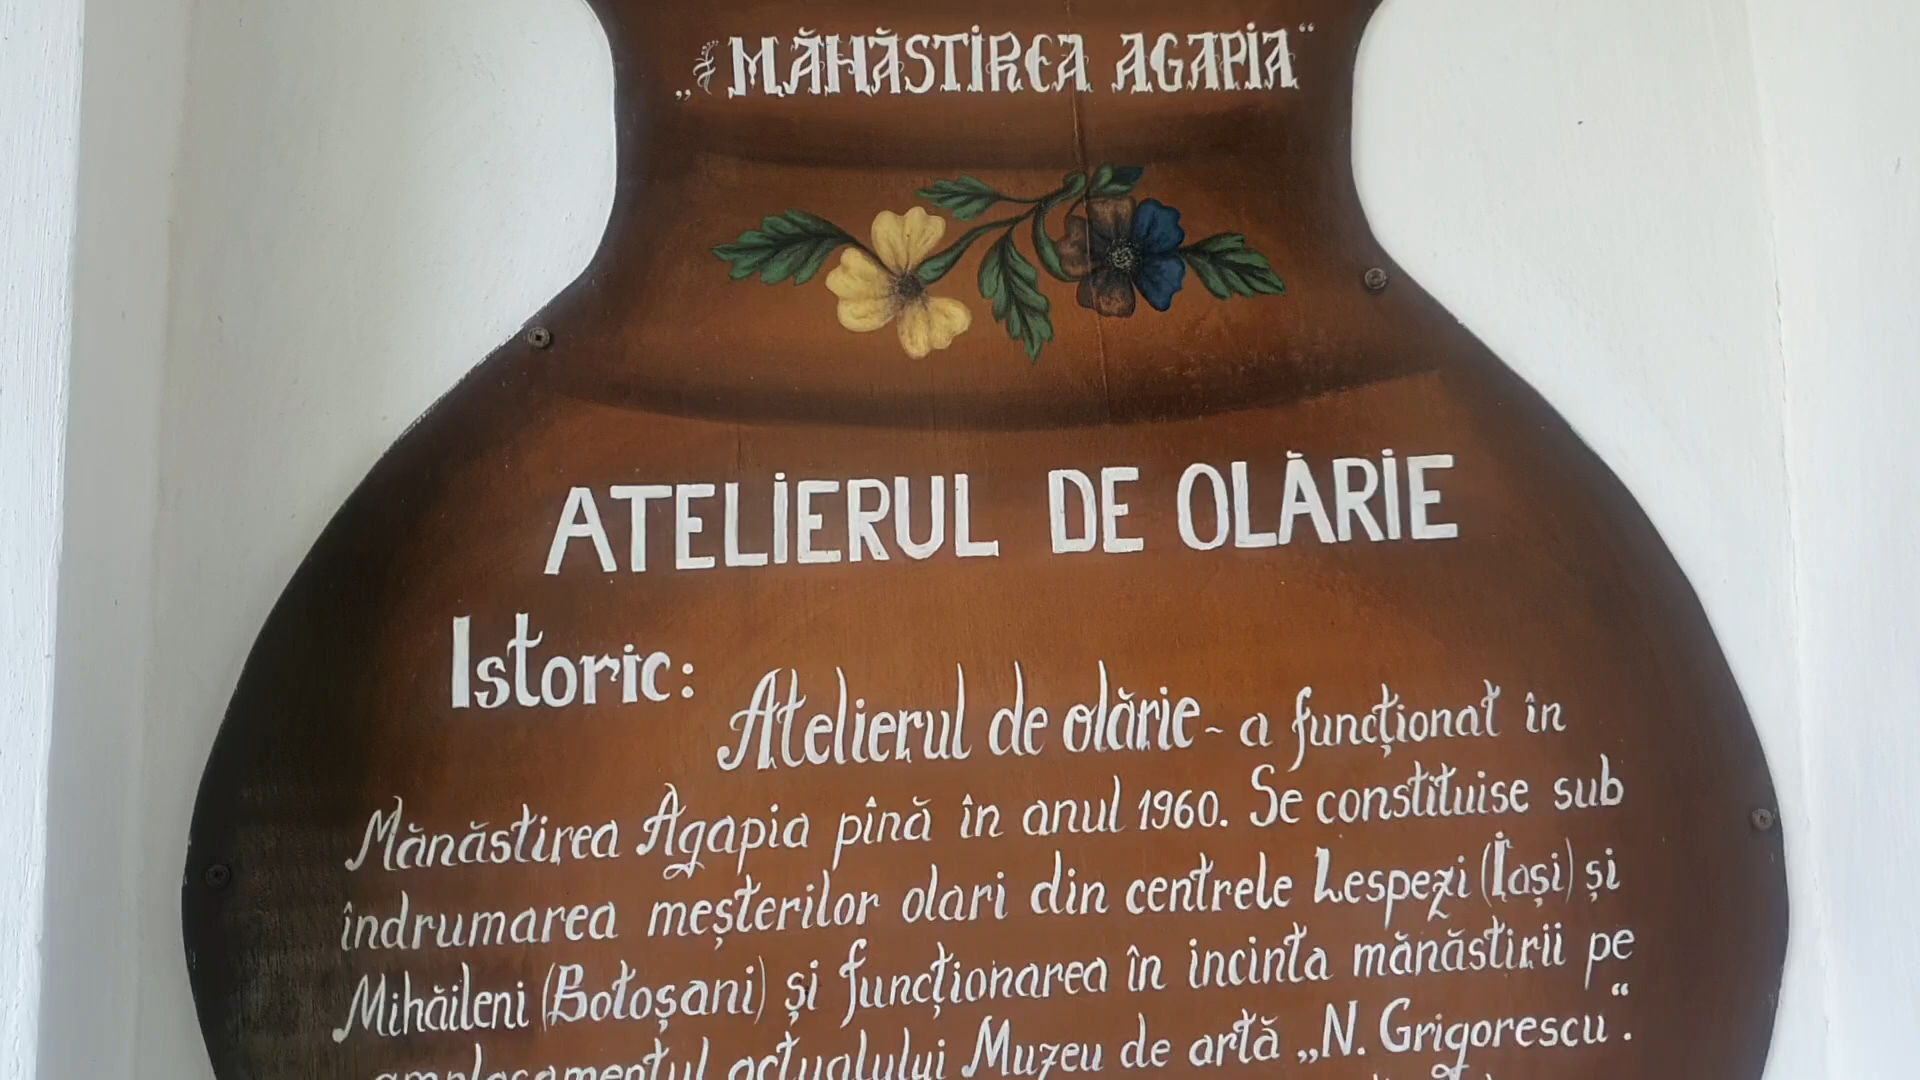 „MĂNĂSTIREA AGAPIA“
ATELIERUL DE OLĂRIE
Istoric:
Atelierul de olărie - a funcționat în
Mănăstirea Agapia pînă în anul 1960. Se constituise sub
îndrumarea meșterilor olari din centrele Lespezi (Iași) și
Mihăileni (Botoșani) și funcționarea în incinta mănăstirii pe
amplasamentul actualului Muzeu de artă „N. Grigorescu“.